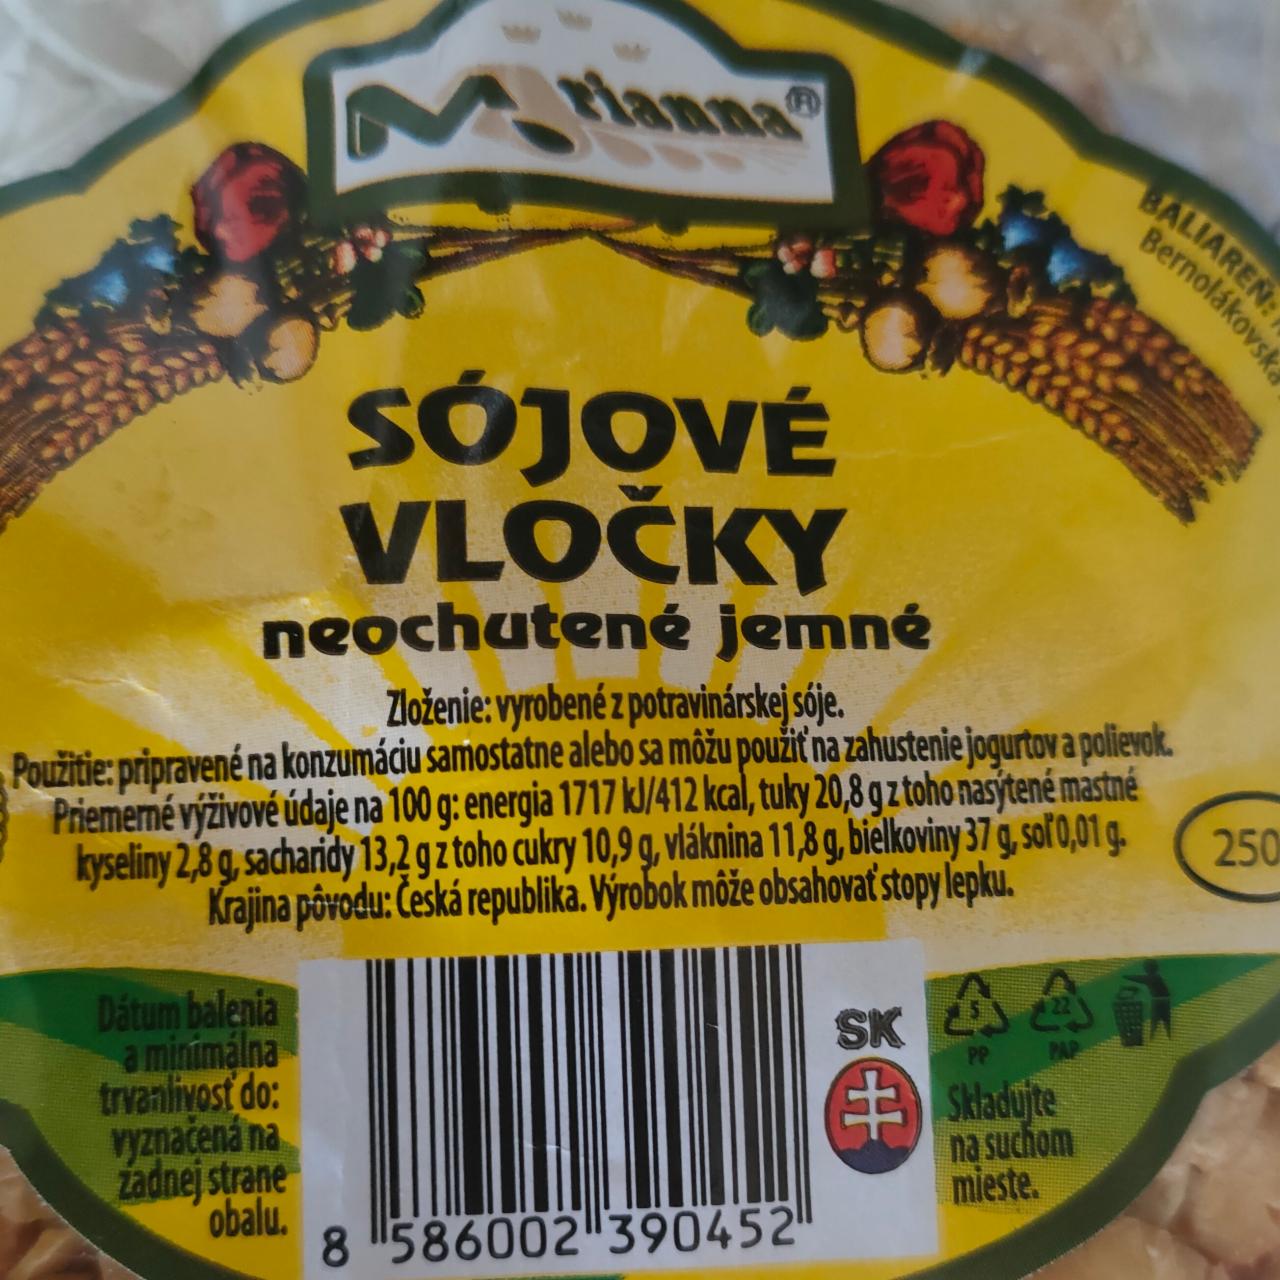 Marianna®
BALIAREŇ:
Bernolákovská
SÓJOVÉ
VLOČKY
neochutené jemné
Zloženie: vyrobené z potravinárskej sóje.
Použitie: pripravené na konzumáciu samostatne alebo sa môžu použiť na zahustenie jogurtov a polievok.
Priemerné výživové údaje na 100 g: energia 1717 kJ/412 kcal, tuky 20,8 g z toho nasýtené mastné
kyseliny 2,8 g, sacharidy 13,2 g z toho cukry 10,9 g, vláknina 11,8 g, bielkoviny 37 g, soľ 0,01 g.
Krajina pôvodu: Česká republika. Výrobok môže obsahovať stopy lepku.
250
Dátum balenia
a minimálna
trvanlivosť do:
vyznačená na
zadnej strane
obalu.
SK
5
PP
22
PAP
Skladujte
na suchom
mieste.
8 586002 390452